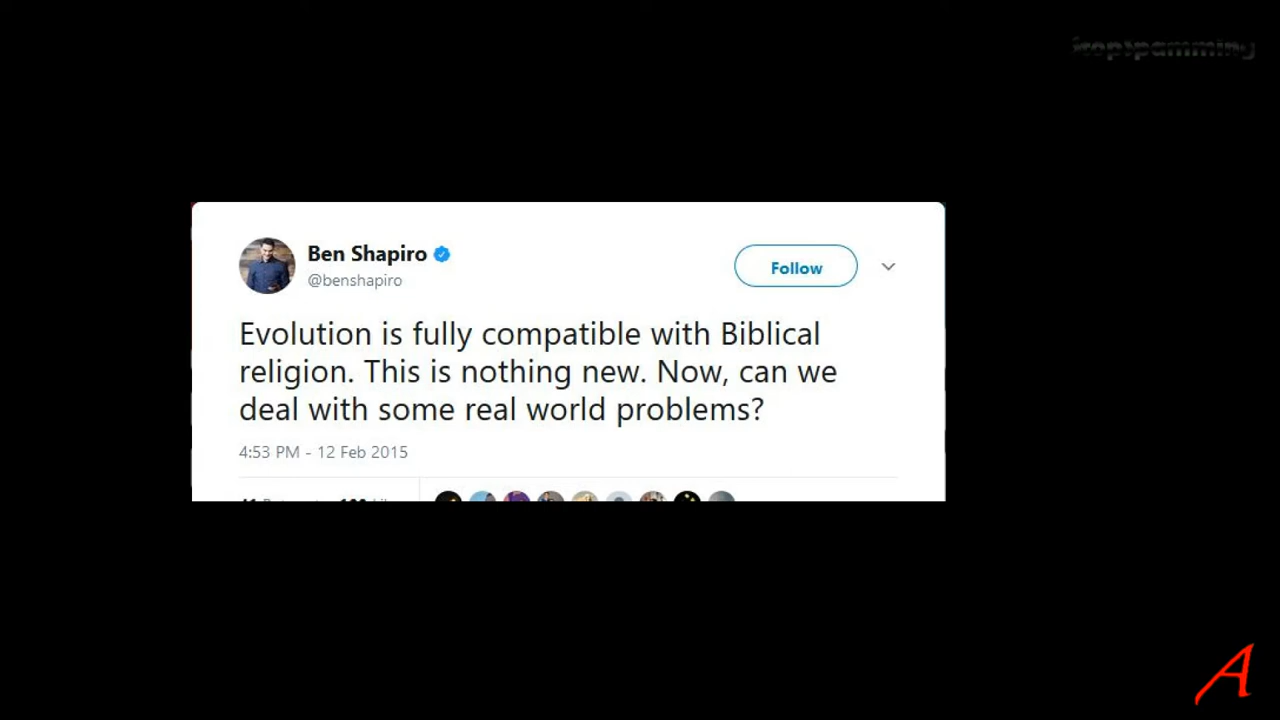 Ben Shapiro
@benshapiro
Follow
Evolution is fully compatible with Biblical
religion. This is nothing new. Now, can we
deal with some real world problems?
4:53 PM - 12 Feb 2015
A